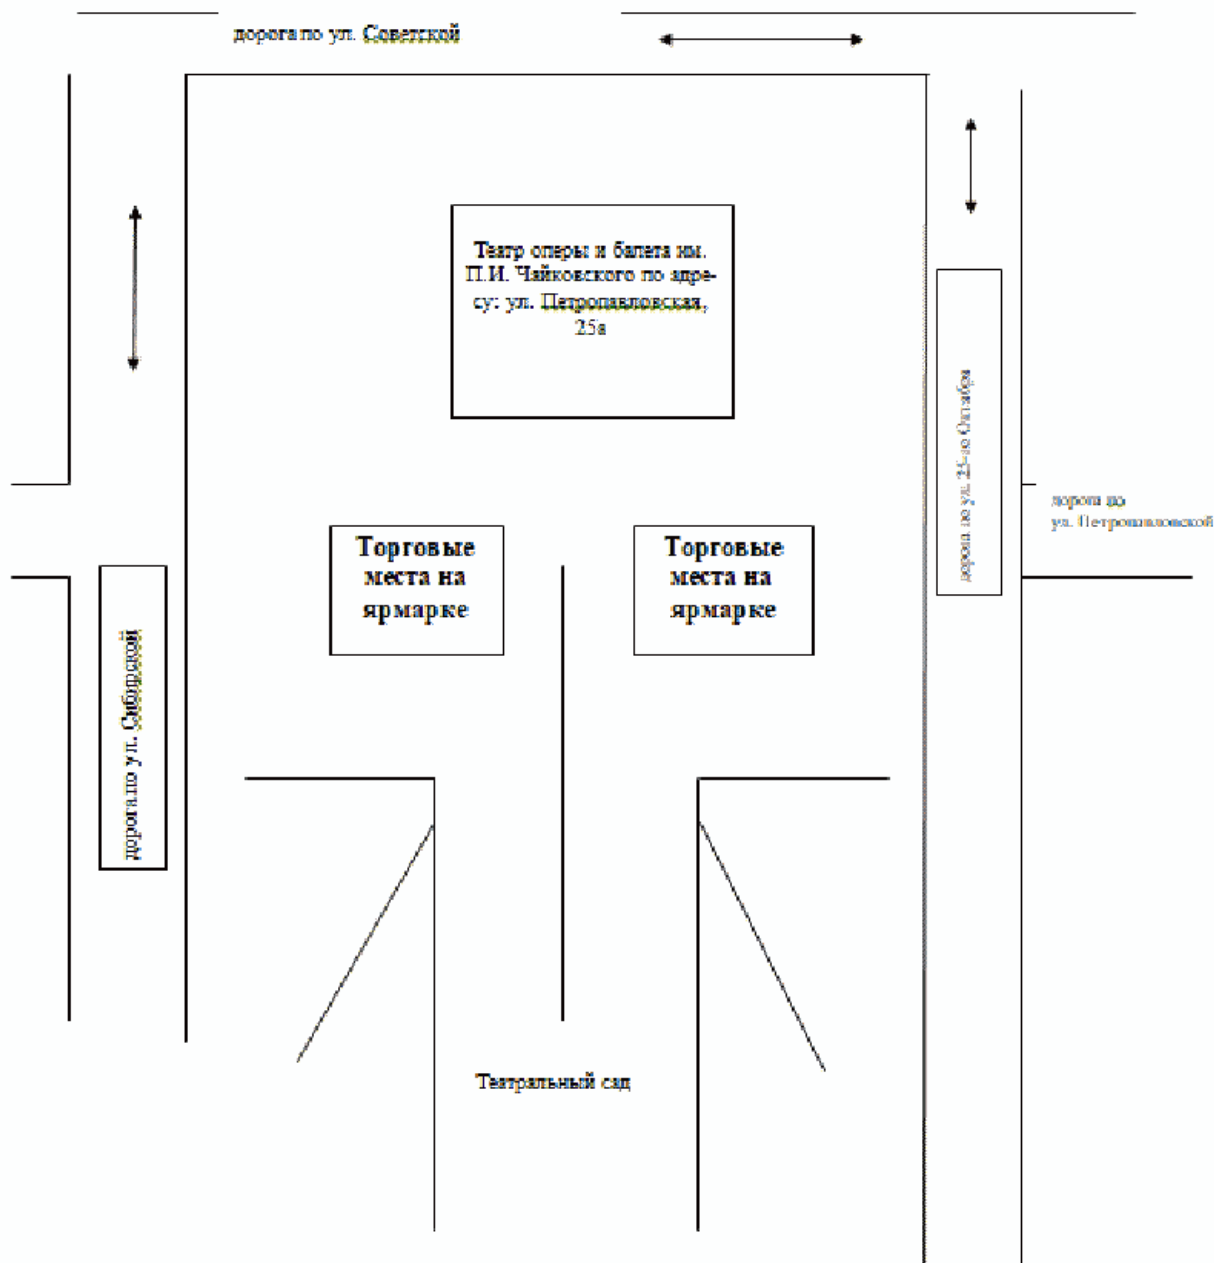 дорога по ул. Советской
Театр оперы и балета им.
П.И. Чайковского по адре-
су: ул. Петропавловская,
25а
дорога по ул. 25-го Октября
дорога по
ул. Петропавловской
Торговые
места на
ярмарке
Торговые
места на
ярмарке
дорога по ул. Сибирской
Театральный сад